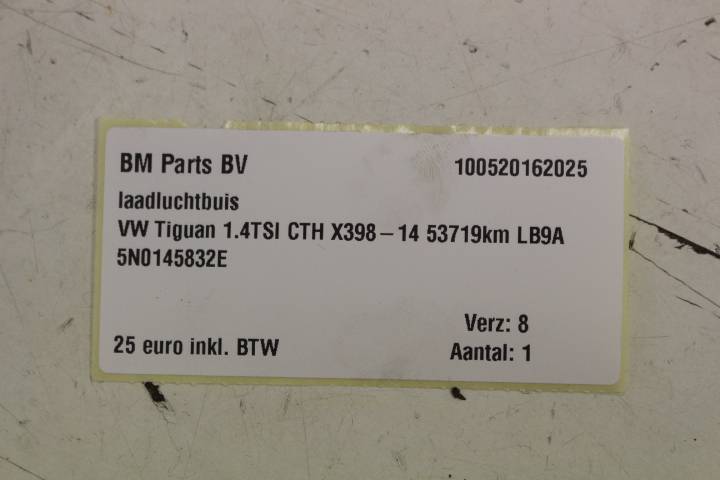 BM Parts BV 100520162025
laadluchtbuis
VW Tiguan 1.4TSI CTH X398-14 53719km LB9A
5N0145832E
Verz: 8
25 euro inkl. BTW Aantal: 1